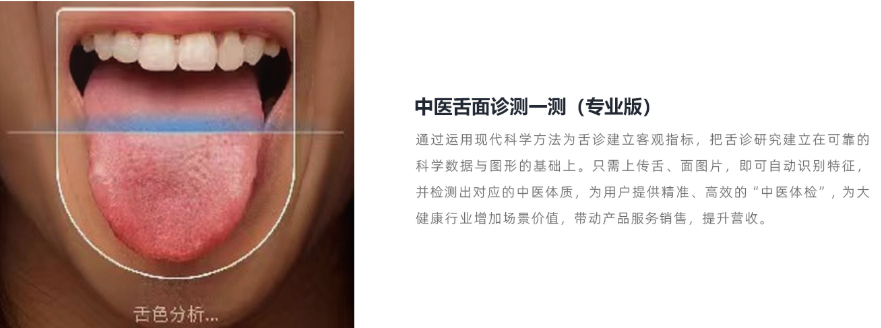 中医舌面诊测一测（专业版）
通过运用现代科学方法为舌诊建立客观指标，把舌诊研究建立在可靠的
科学数据与图形的基础上。只需上传舌、面图片，即可自动识别特征，
并检测出对应的中医体质，为用户提供精准、高效的“中医体检”，为大
健康行业增加场景价值，带动产品服务销售，提升营收。
舌色分析...